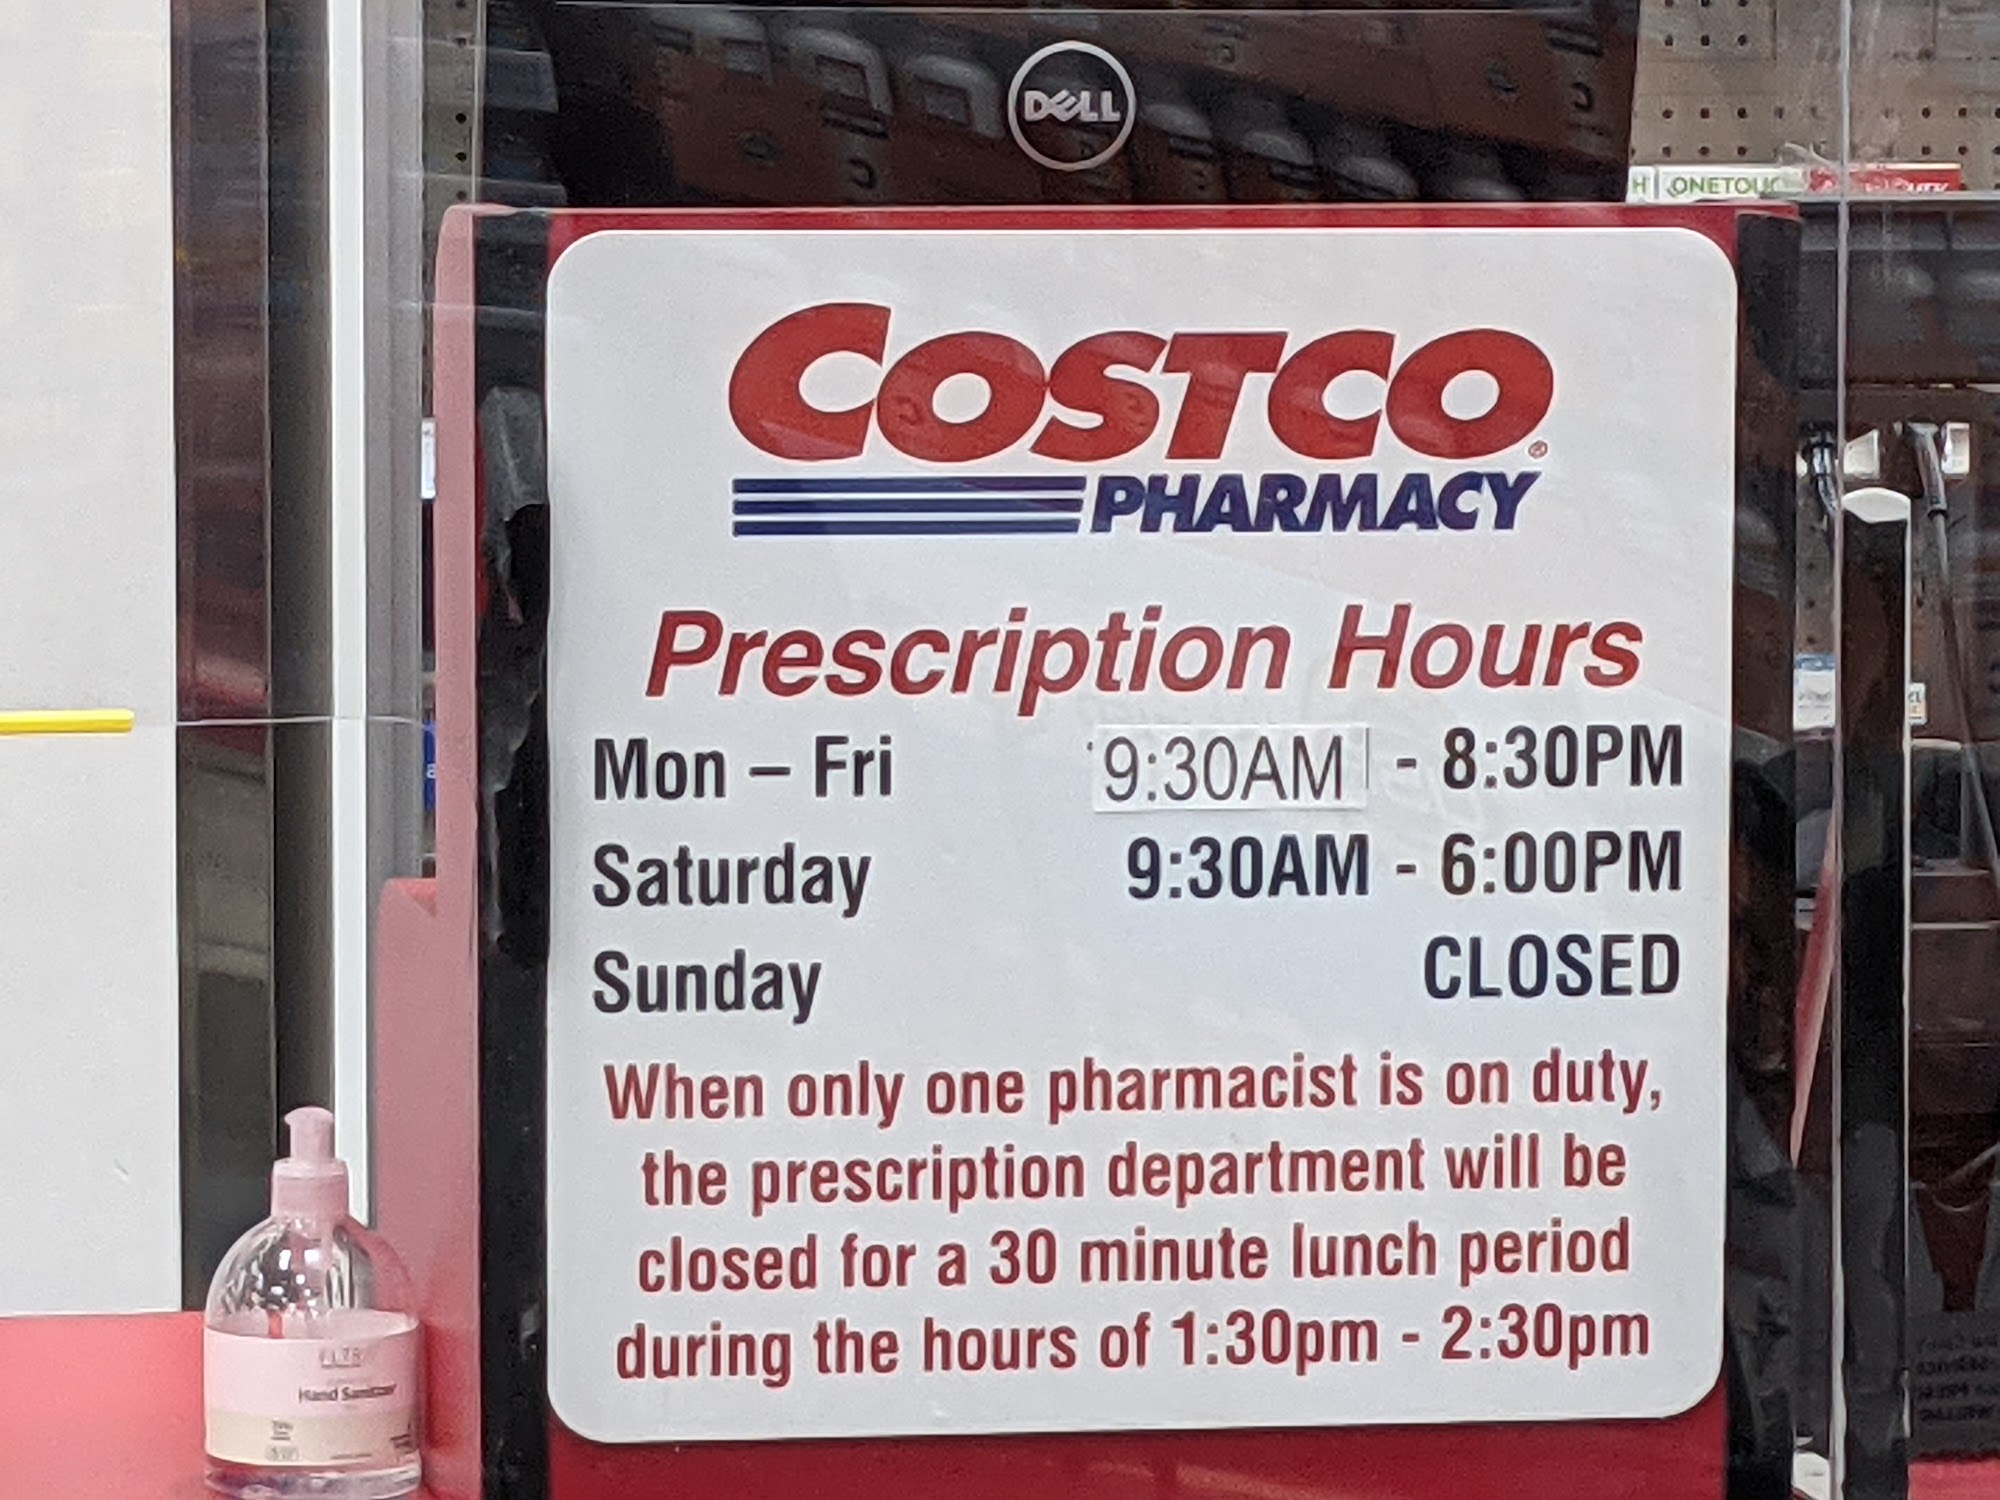 DELL
ONETOUC
COSTCO
PHARMACY
Prescription Hours
Mon – Fri 9:30AM - 8:30PM
Saturday 9:30AM - 6:00PM
Sunday CLOSED
When only one pharmacist is on duty,
the prescription department will be
closed for a 30 minute lunch period
during the hours of 1:30pm - 2:30pm
Hand Sanitizer